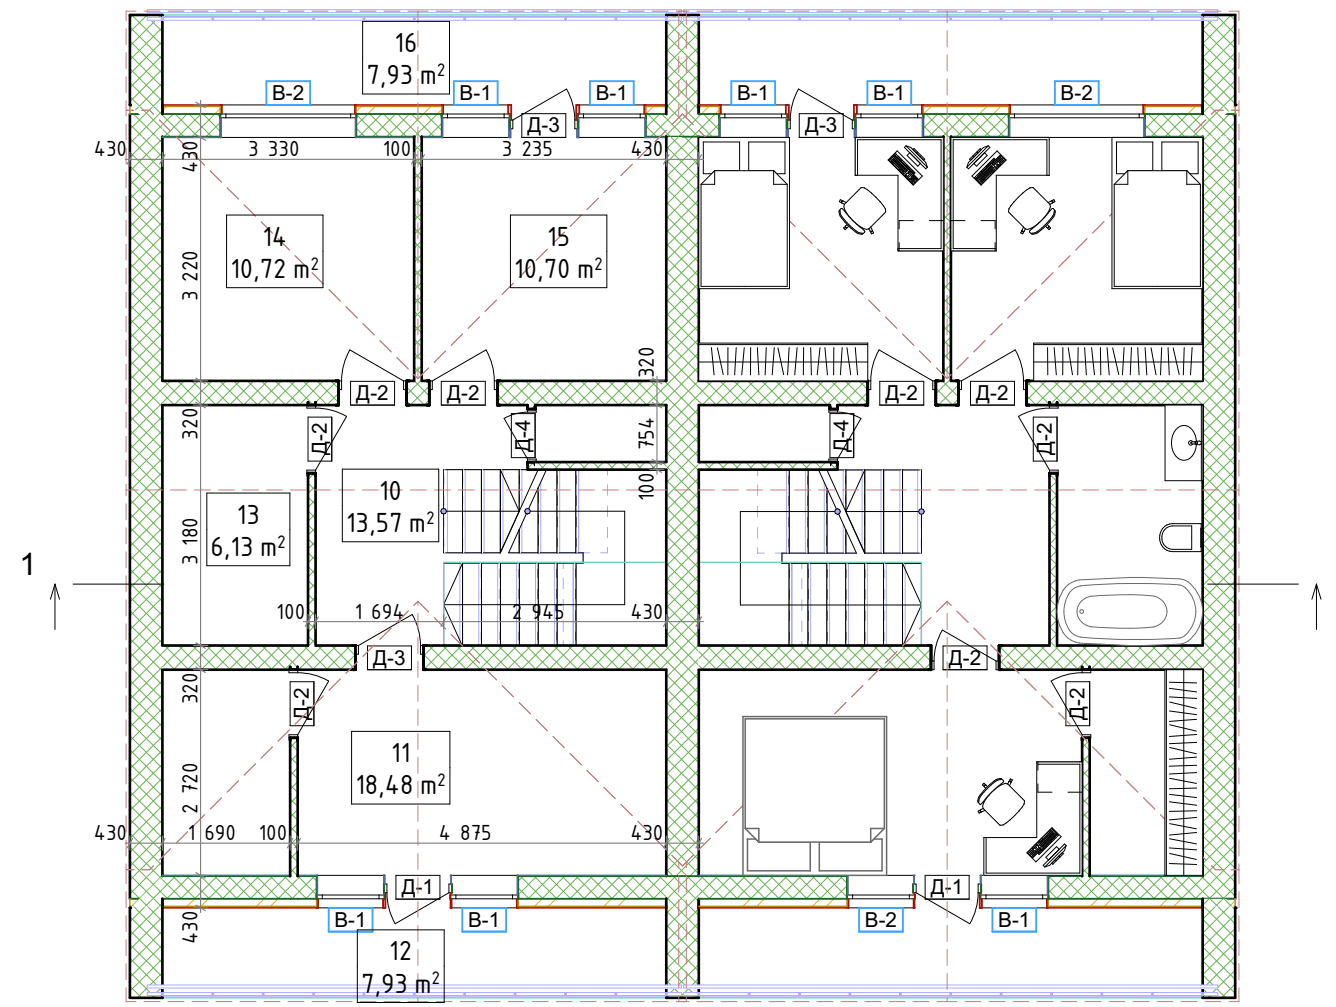 16
7,93 m²
В-2
В-1
В-1
В-1
В-1
В-2
Д-3
Д-3
430
430
3 330
100
3 235
430
14
10,72 m²
15
10,70 m²
3 220
320
Д-2
Д-2
Д-2
Д-2
320
Д-2
Д-4
754
Д-4
Д-2
100
10
13,57 m²
13
6,13 m²
3 180
1
100
1 694
2 945
430
Д-3
Д-2
320
Д-2
Д-2
11
18,48 m²
2 720
430
1 690
100
4 875
430
Д-1
Д-1
430
В-1
В-1
В-2
В-1
12
7,93 m²